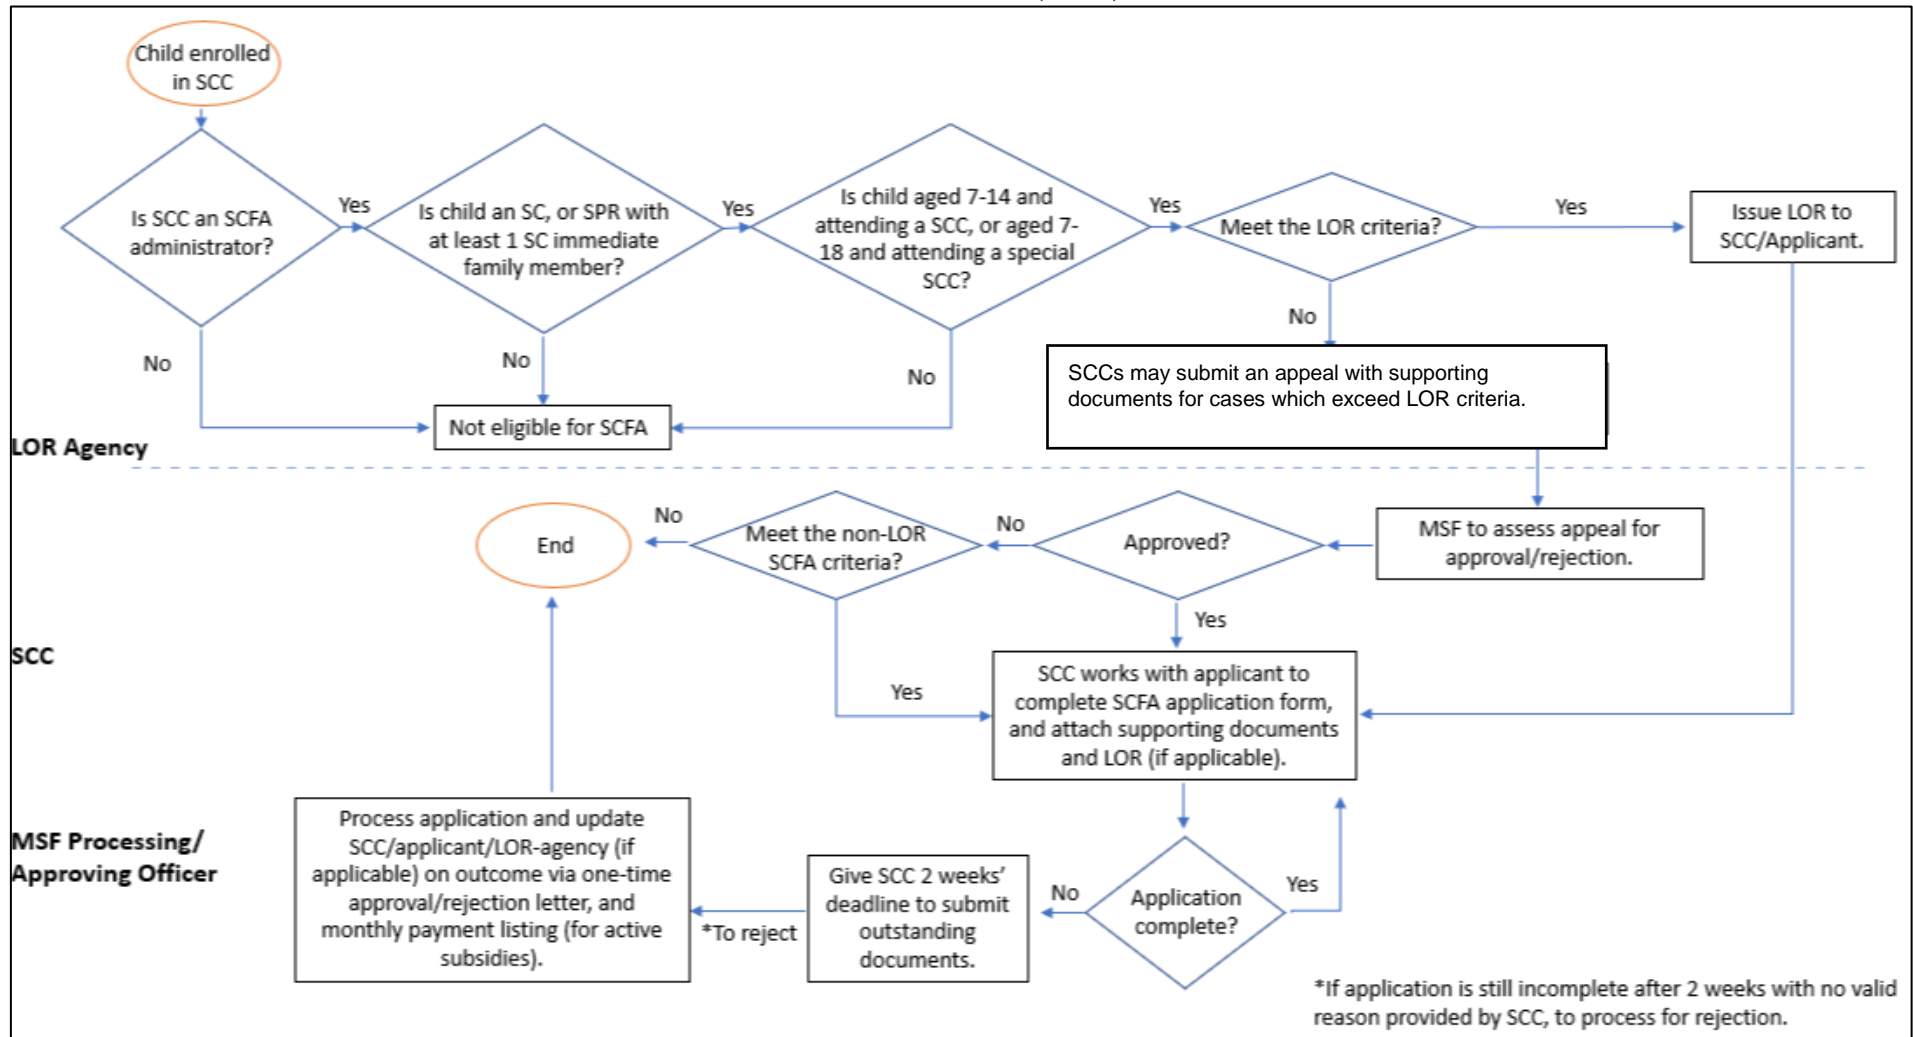 Child enrolled
in SCC
Is SCC an SCFA
administrator?
Yes
Is child an SC, or SPR with
at least 1 SC immediate
family member?
Yes
Is child aged 7-14 and
attending a SCC, or aged 7-
18 and attending a special
SCC?
Yes
Meet the LOR criteria?
Yes
Issue LOR to
SCC/Applicant.
No
No
No
No
Not eligible for SCFA
SCCs may submit an appeal with supporting
documents for cases which exceed LOR criteria.
LOR Agency
End
No
Meet the non-LOR
SCFA criteria?
No
Approved?
MSF to assess appeal for
approval/rejection.
Yes
SCC
Yes
SCC works with applicant to
complete SCFA application form,
and attach supporting documents
and LOR (if applicable).
MSF Processing/
Approving Officer
Process application and update
SCC/applicant/LOR-agency (if
applicable) on outcome via one-time
approval/rejection letter, and
monthly payment listing (for active
subsidies).
*To reject
Give SCC 2 weeks'
deadline to submit
outstanding
documents.
No
Application
complete?
Yes
*If application is still incomplete after 2 weeks with no valid
reason provided by SCC, to process for rejection.